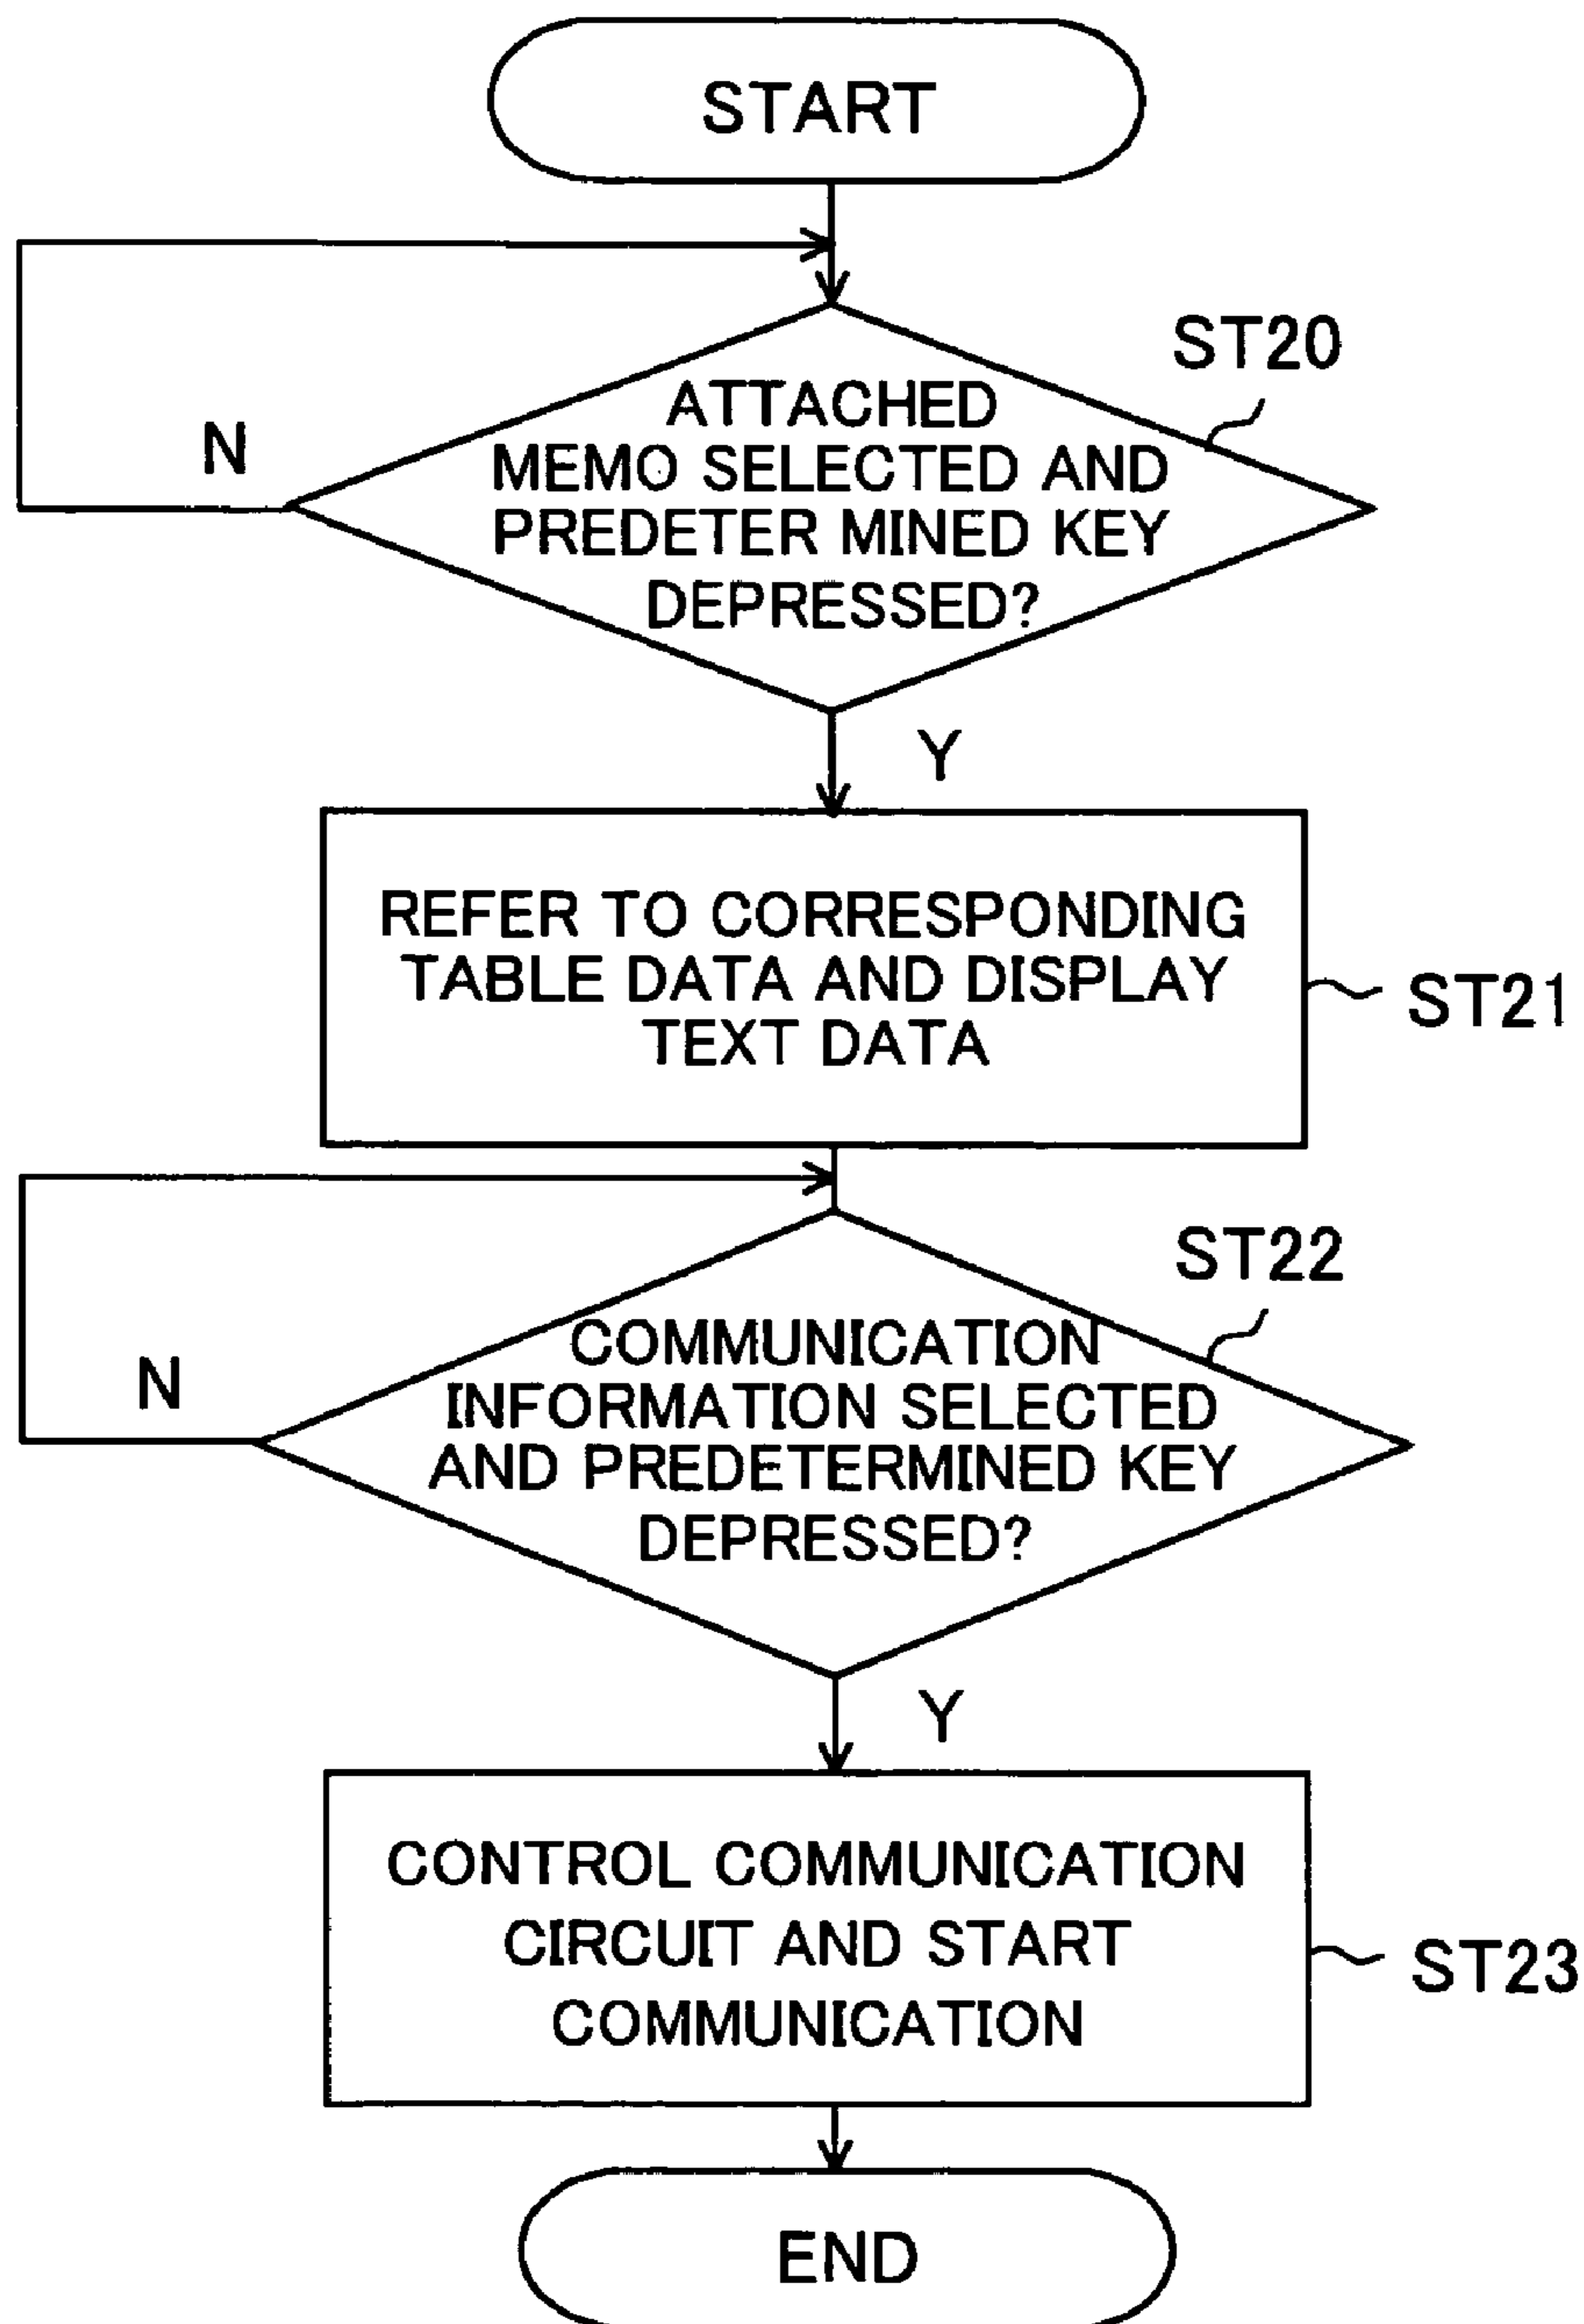 START
ST20
ATTACHED
MEMO SELECTED AND
PREDETER MINED KEY
DEPRESSED?
N
Y
REFER TO CORRESPONDING
TABLE DATA AND DISPLAY
TEXT DATA
ST21
ST22
COMMUNICATION
INFORMATION SELECTED
AND PREDETERMINED KEY
DEPRESSED?
N
Y
CONTROL COMMUNICATION
CIRCUIT AND START
COMMUNICATION
ST23
END